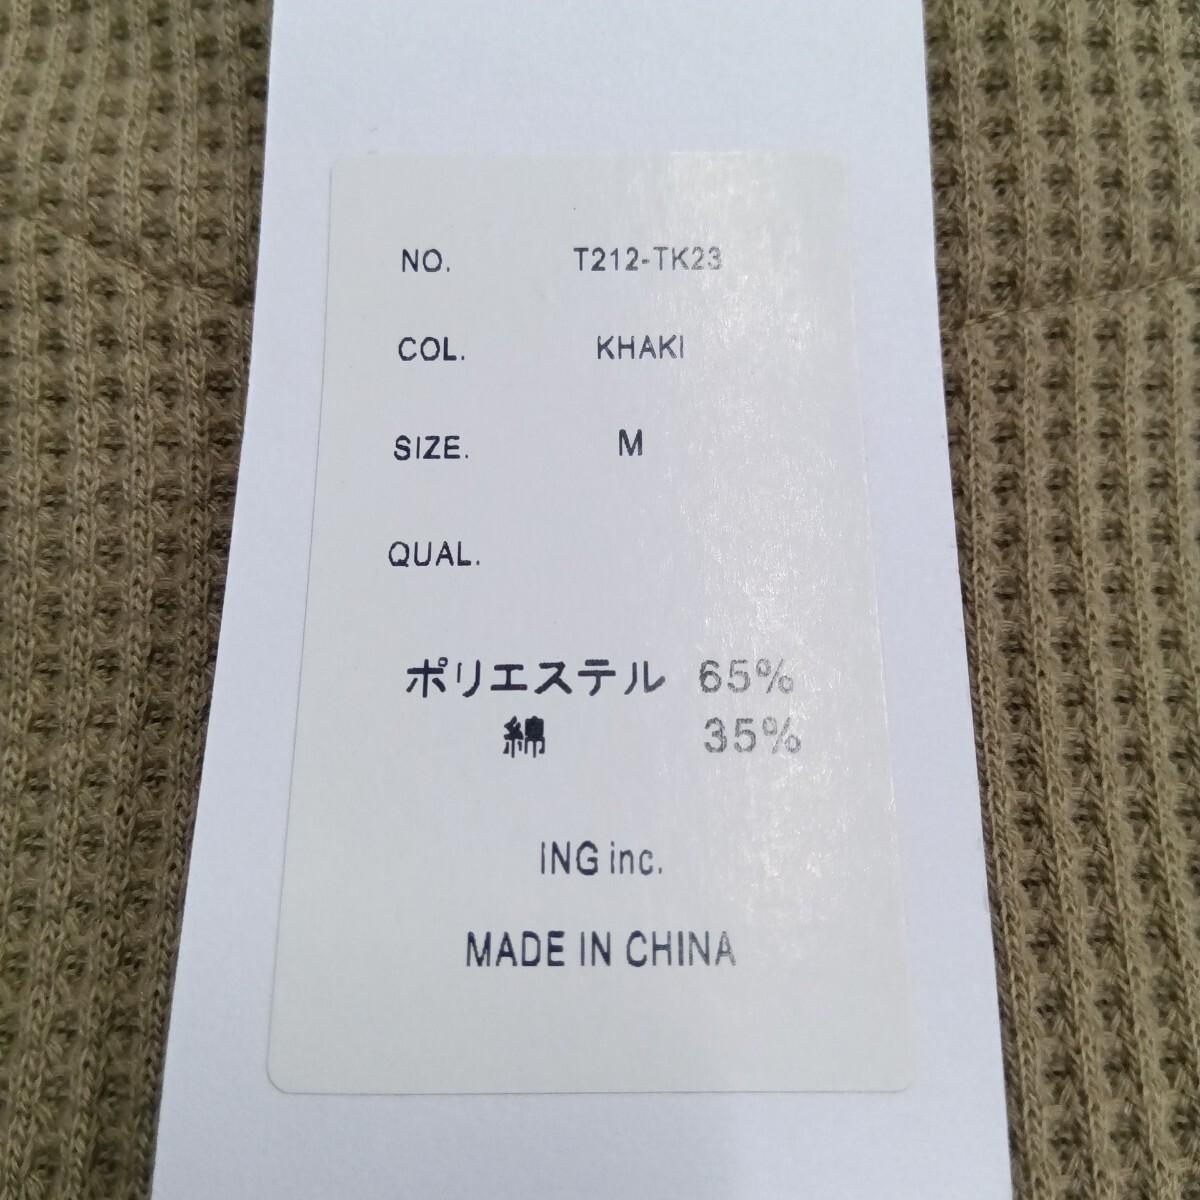 NO. T212-TK23
COL. KHAKI
SIZE. M
QUAL.
ポリエステル 65%
綿 35%
ING inc.
MADE IN CHINA